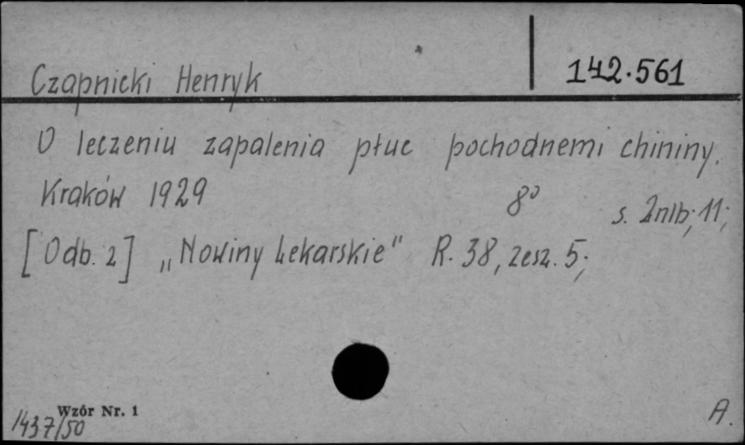 Czapnicki Henryk
142.561
O leczeniu zapalenia płuc pochodnemi chininy.
Kraków 1929 8° s. 2nlb; 11;
[Odb. z] „Nowiny Lekarskie" R. 38, zesz. 5;
Wzór Nr. 1
1437/50
A.